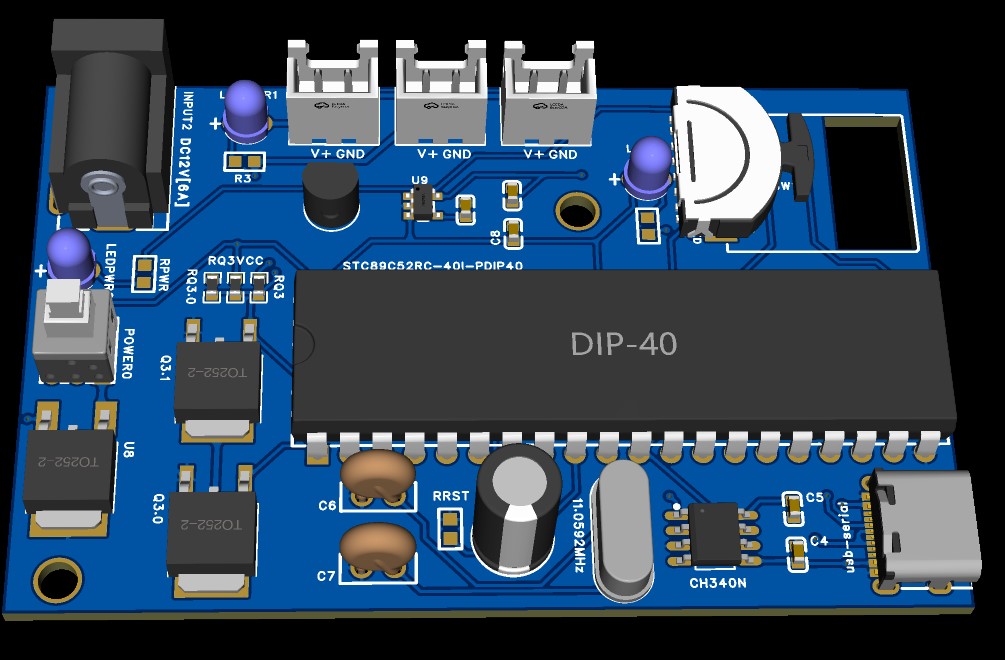 INPUT2 DC12V[6A]
R1
+
R3
V+ GND
V+ GND
V+ GND
U9
+
C8
+
LEDPWR
RPWR
RQ3VCC
RQ3.0
RQ3
STC89C52RC-40I-PDIP40
DIP-40
POWER0
Q3.1
TO252-2
U8
TO252-2
Q3.0
TO252-2
C6
C7
RRST
11.0592MHz
CH340N
C5
C4
usb-serial